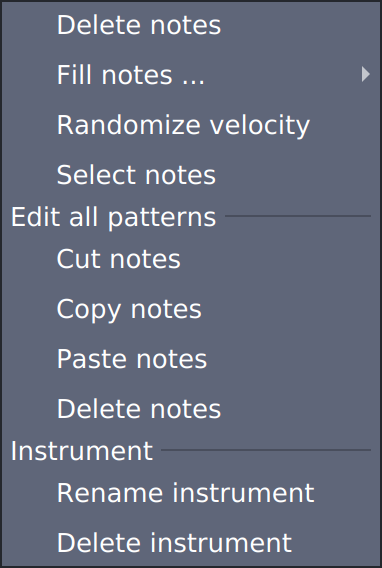 Delete notes
Fill notes ...
Randomize velocity
Select notes
Edit all patterns
Cut notes
Copy notes
Paste notes
Delete notes
Instrument
Rename instrument
Delete instrument